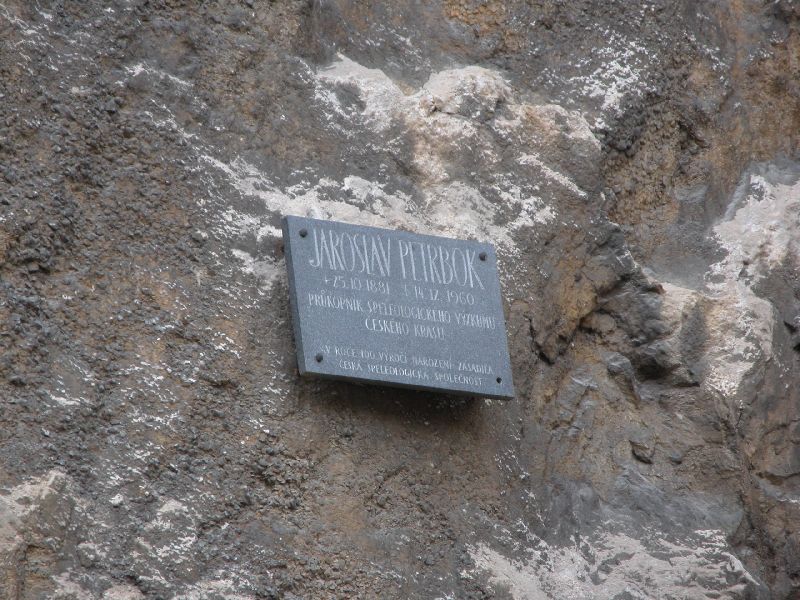 JAROSLAV PETRBOK
*25.10.1881 †14.12.1960
PRŮKOPNÍK SPELEOLOGICKÉHO VÝZKUMU
ČESKÉHO KRASU
V ROCE 100. VÝROČÍ NAROZENÍ ZASADILA
ČESKÁ SPELEOLOGICKÁ SPOLEČNOST